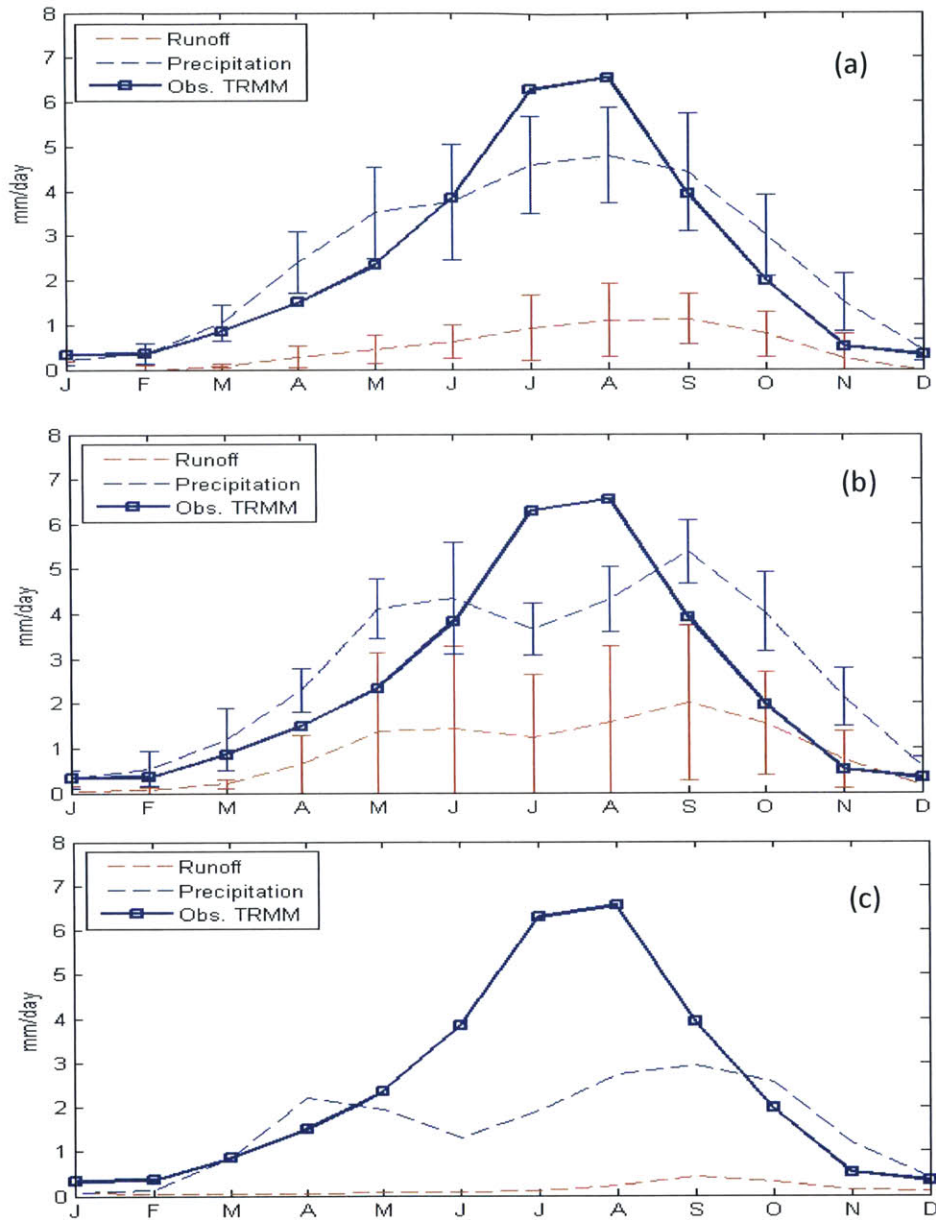 8
7
6
5
4
3
2
1
0
mm/day
Runoff
Precipitation
Obs. TRMM
(a)
J F M A M J J A S O N D
8
7
6
5
4
3
2
1
0
mm/day
Runoff
Precipitation
Obs. TRMM
(b)
J F M A M J J A S O N D
8
7
6
5
4
3
2
1
0
mm/day
Runoff
Precipitation
Obs. TRMM
(c)
J F M A M J J A S O N D